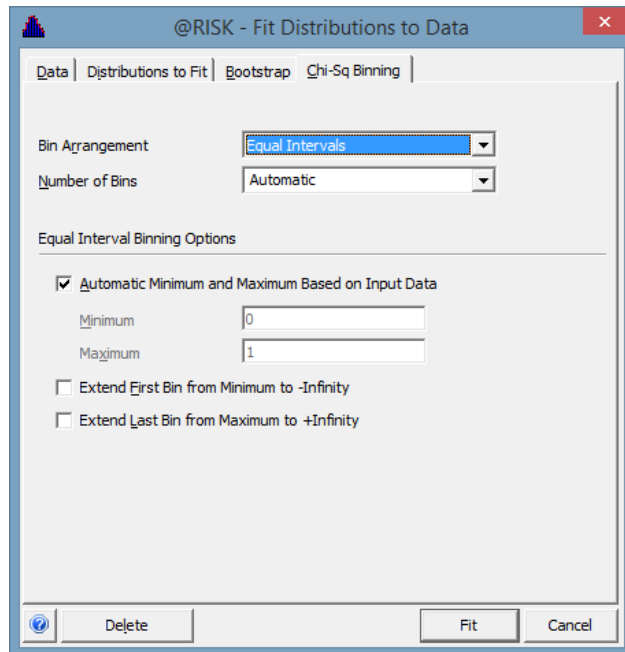 @RISK - Fit Distributions to Data
×
Data Distributions to Fit Bootstrap Chi-Sq Binning
Bin Arrangement Equal Intervals
Number of Bins Automatic
Equal Interval Binning Options
Automatic Minimum and Maximum Based on Input Data
Minimum 0
Maximum 1
Extend First Bin from Minimum to -Infinity
Extend Last Bin from Maximum to +Infinity
? Delete Fit Cancel